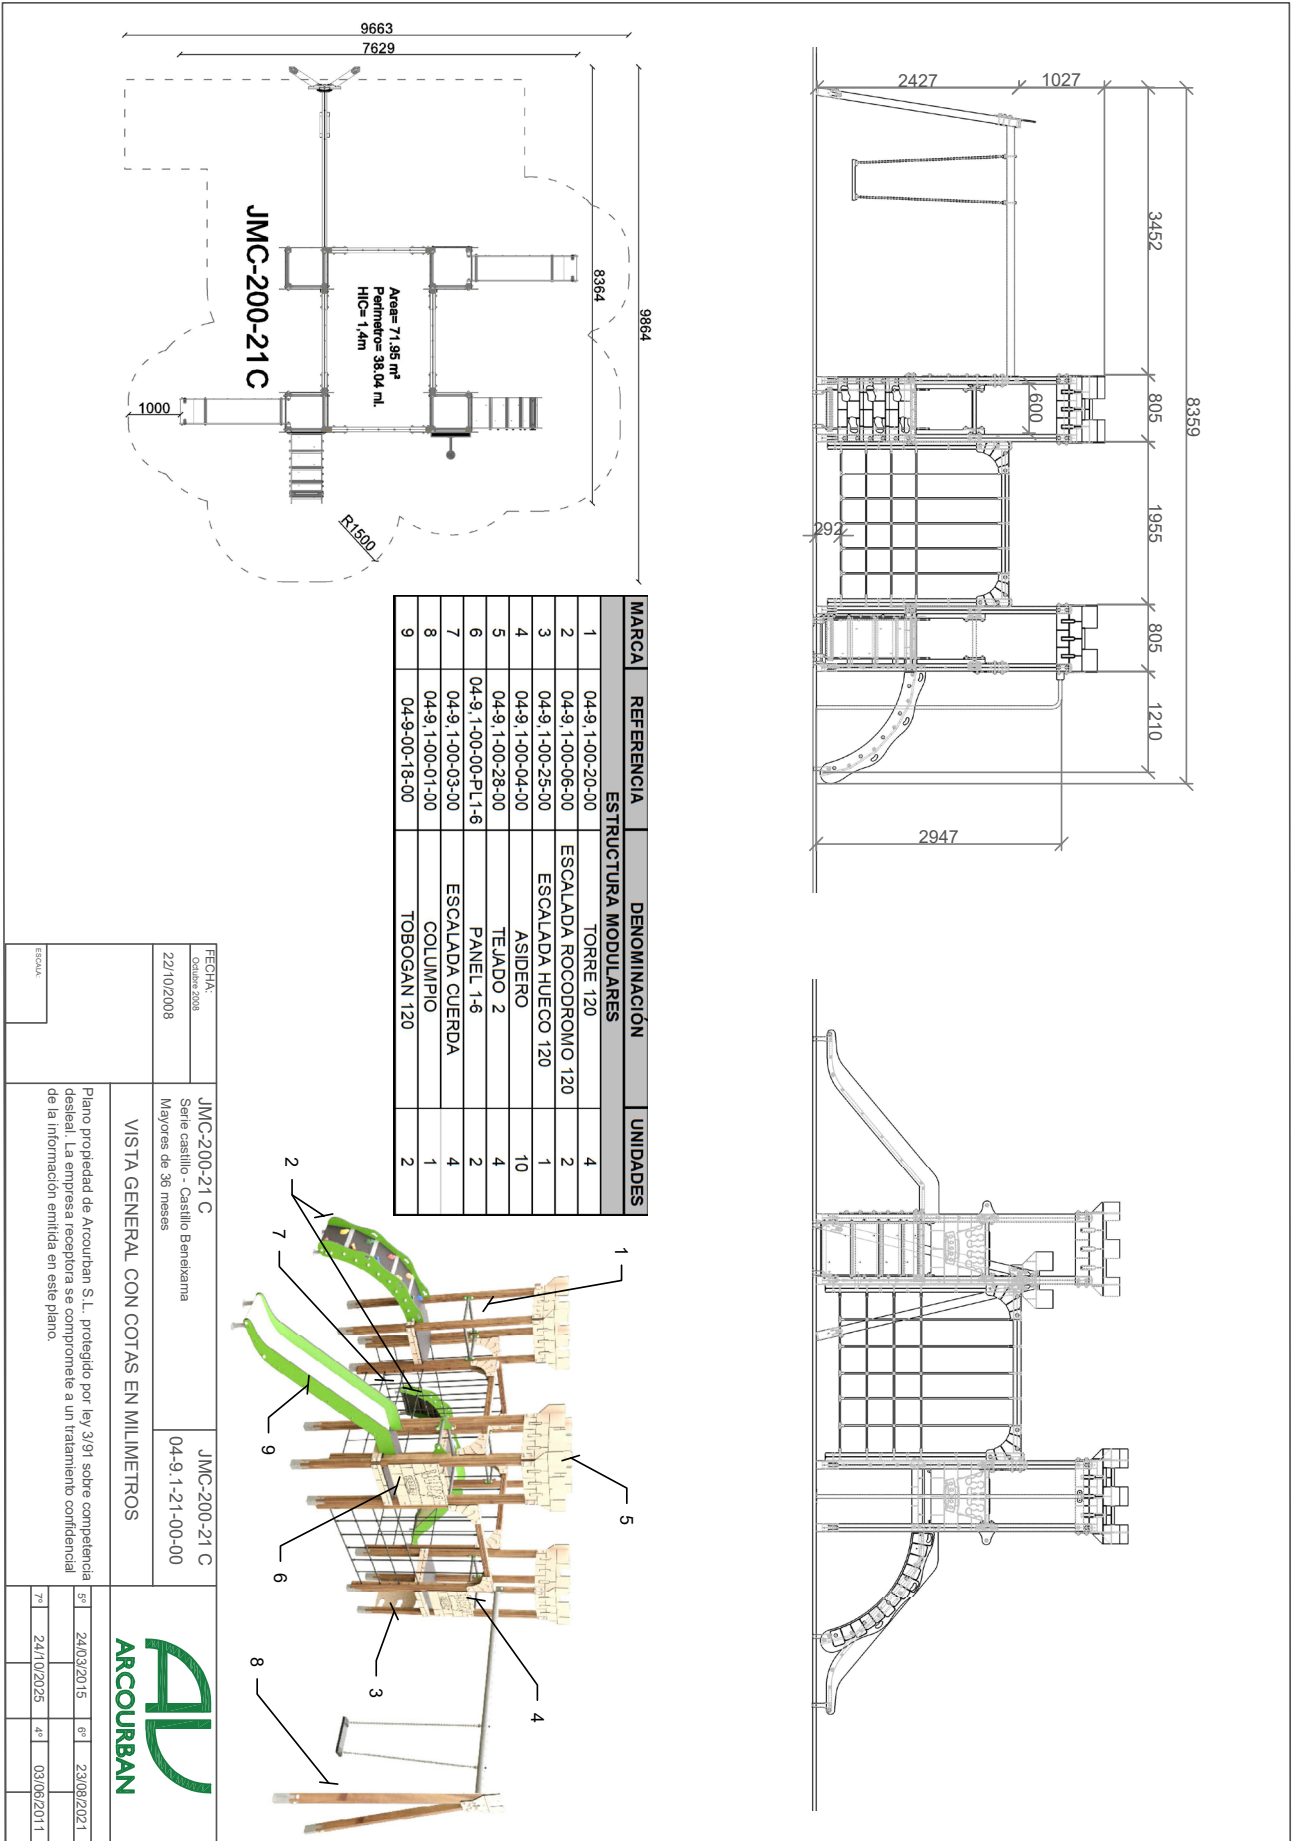 9663
7629
8364
9864
1000
R1500
JMC-200-21C
Area= 71.95 m²
Perimetro= 38.04 ml.
HIC= 1,4m
2427
1027
3452
805
600
8359
1955
292
805
1210
2947
MARCA REFERENCIA DENOMINACIÓN UNIDADES
ESTRUCTURA MODULARES
1 04-9,1-00-20-00 TORRE 120 4
2 04-9,1-00-06-00 ESCALADA ROCODROMO 120 2
3 04-9,1-00-25-00 ESCALADA HUECO 120 1
4 04-9,1-00-04-00 ASIDERO 10
5 04-9,1-00-28-00 TEJADO 2 4
6 04-9,1-00-00-PL1-6 PANEL 1-6 2
7 04-9,1-00-03-00 ESCALADA CUERDA 4
8 04-9,1-00-01-00 COLUMPIO 1
9 04-9-00-18-00 TOBOGAN 120 2
1
2
7
9
5
6
3
4
8
FECHA:
Octubre 2008
22/10/2008
ESCALA:
JMC-200-21 C
Serie castillo - Castillo Beneixama
Mayores de 36 meses
JMC-200-21 C
04-9.1-21-00-00
VISTA GENERAL CON COTAS EN MILIMETROS
Plano propiedad de Arcourban S.L. protegido por ley 3/91 sobre competencia
desleal. La empresa receptora se compromete a un tratamiento confidencial
de la información emitida en este plano.
ARCOURBAN
5º 24/03/2015 6º 23/08/2021
7º 24/10/2025 4º 03/06/2011